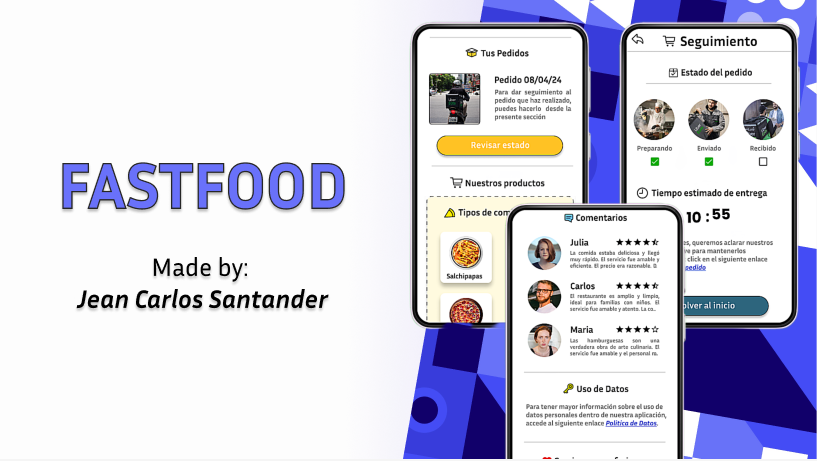 FASTFOOD
Made by:
Jean Carlos Santander
Tus Pedidos
Pedido 08/04/24
Para dar seguimiento al
pedido que haz realizado,
puedes hacerlo desde la
presente sección
Revisar estado
Nuestros productos
Tipos de com
Salchipapas
Seguimiento
Estado del pedido
Preparando Enviado Recibido
Tiempo estimado de entrega
10 : 55
es, queremos aclarar nuestros
ve para mantenerlos
click en el siguiente enlace
pedido
olver al inicio
Comentarios
Julia
La comida estaba deliciosa y llegó
muy rápido. El servicio fue amable y
eficiente. El precio era razonable. R
Carlos
El restaurante es amplio y limpio,
ideal para familias con niños. El
servicio fue amable y atento. La co..
Maria
Las hamburguesas son una
verdadera obra de arte culinaria. El
servicio fue amable y el personal m.
Uso de Datos
Para tener mayor información sobre el uso de
datos personales dentro de nuestra aplicación,
accede al siguiente enlace Política de Datos.